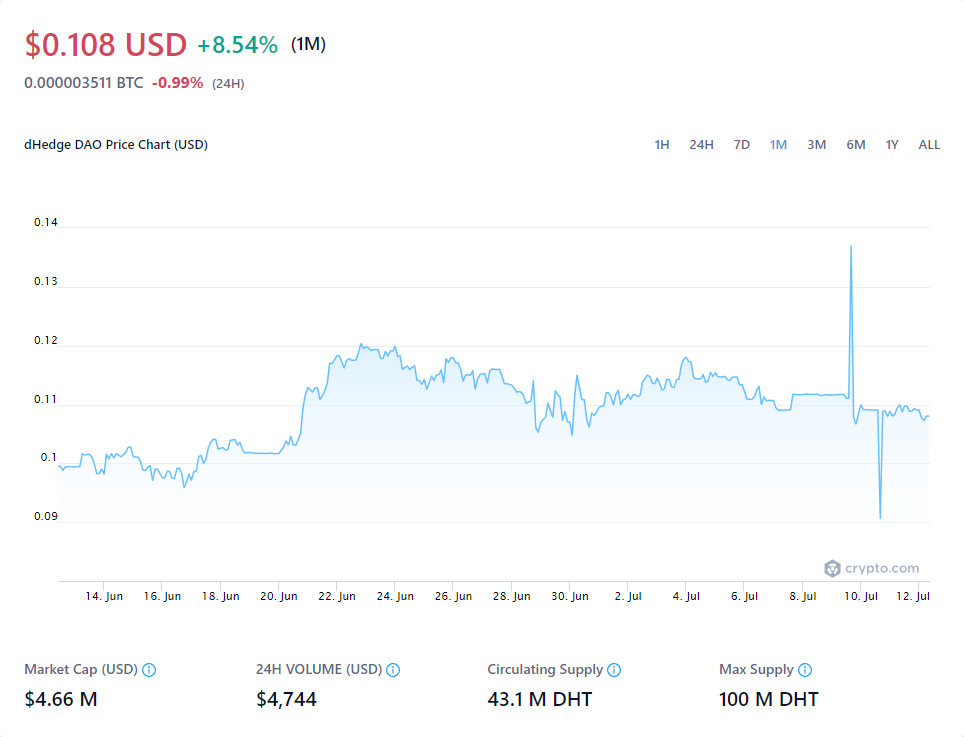 $0.108 USD +8.54% (1M)
0.000003511 BTC -0.99% (24H)
dHedge DAO Price Chart (USD) 1H 24H 7D 1M 3M 6M 1Y ALL
0.14
0.13
0.12
0.11
0.1
0.09
crypto.com
14. Jun 16. Jun 18. Jun 20. Jun 22. Jun 24. Jun 26. Jun 28. Jun 30. Jun 2. Jul 4. Jul 6. Jul 8. Jul 10. Jul 12. Jul
Market Cap (USD) 24H VOLUME (USD) Circulating Supply Max Supply
$4.66 M $4,744 43.1 M DHT 100 M DHT